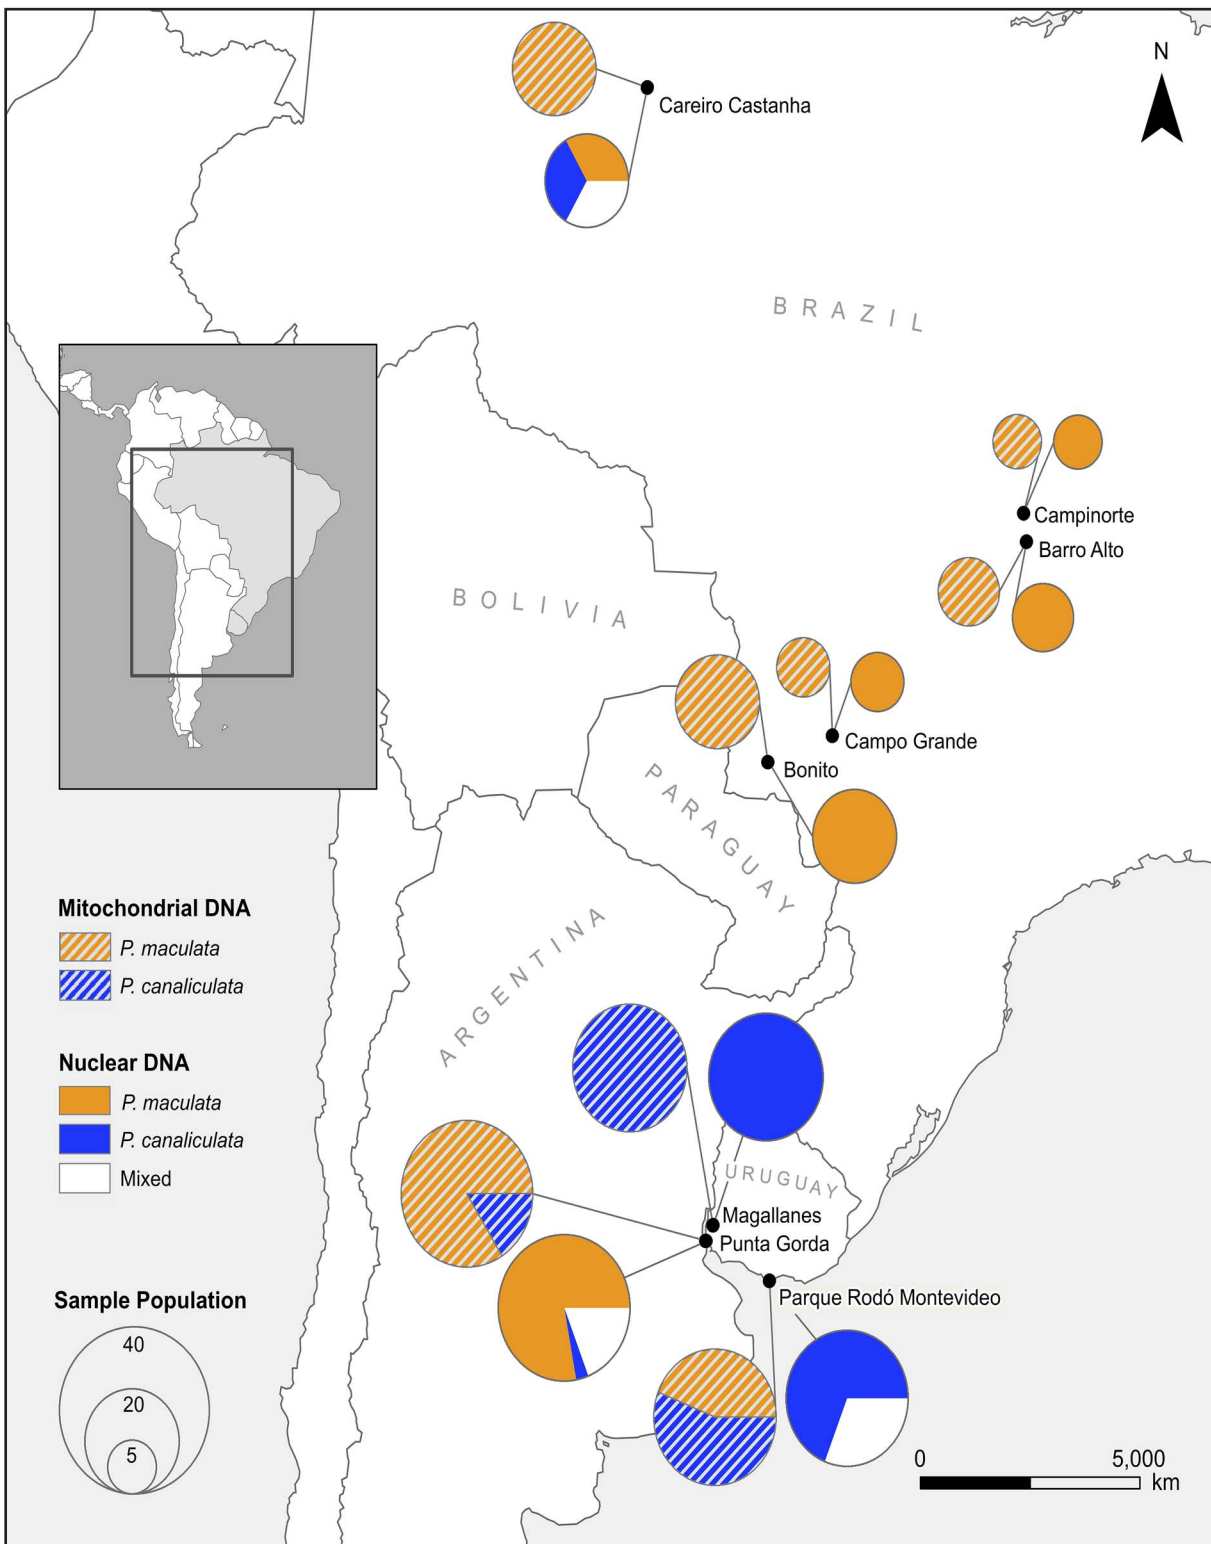 N
Careiro Castanha
BRAZIL
Campinorte
Barro Alto
BOLIVIA
Campo Grande
Bonito
PARAGUAY
ARGENTINA
Mitochondrial DNA
P. maculata
P. canaliculata
Nuclear DNA
P. maculata
P. canaliculata
Mixed
URUGUAY
Magallanes
Punta Gorda
Parque Rodó Montevideo
Sample Population
40
20
5
0 5,000
km